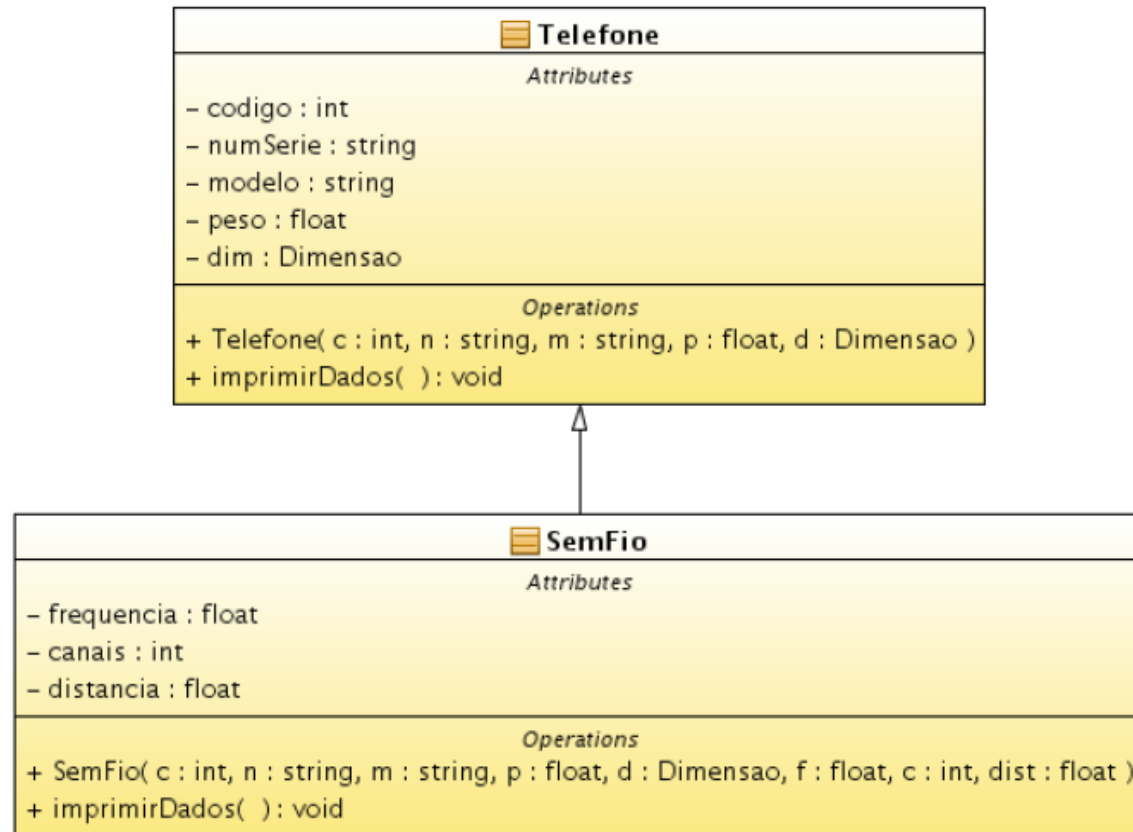 Telefone
Attributes
– codigo : int
– numSerie : string
– modelo : string
– peso : float
– dim : Dimensao
Operations
+ Telefone( c : int, n : string, m : string, p : float, d : Dimensao )
+ imprimirDados(  ) : void
SemFio
Attributes
– frequencia : float
– canais : int
– distancia : float
Operations
+ SemFio( c : int, n : string, m : string, p : float, d : Dimensao, f : float, c : int, dist : float )
+ imprimirDados(  ) : void